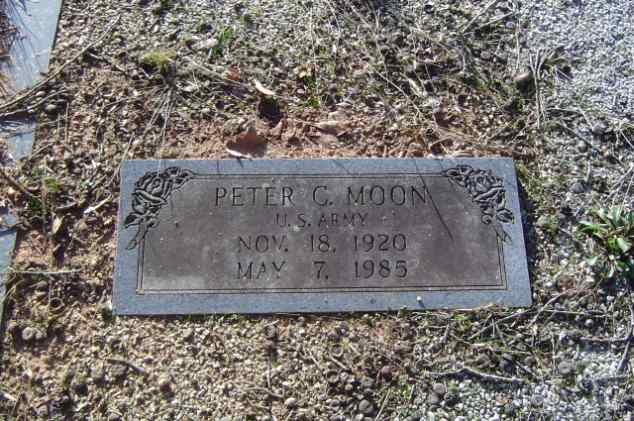 PETER C. MOON
U. S. ARMY
NOV. 18, 1920
MAY 7, 1985